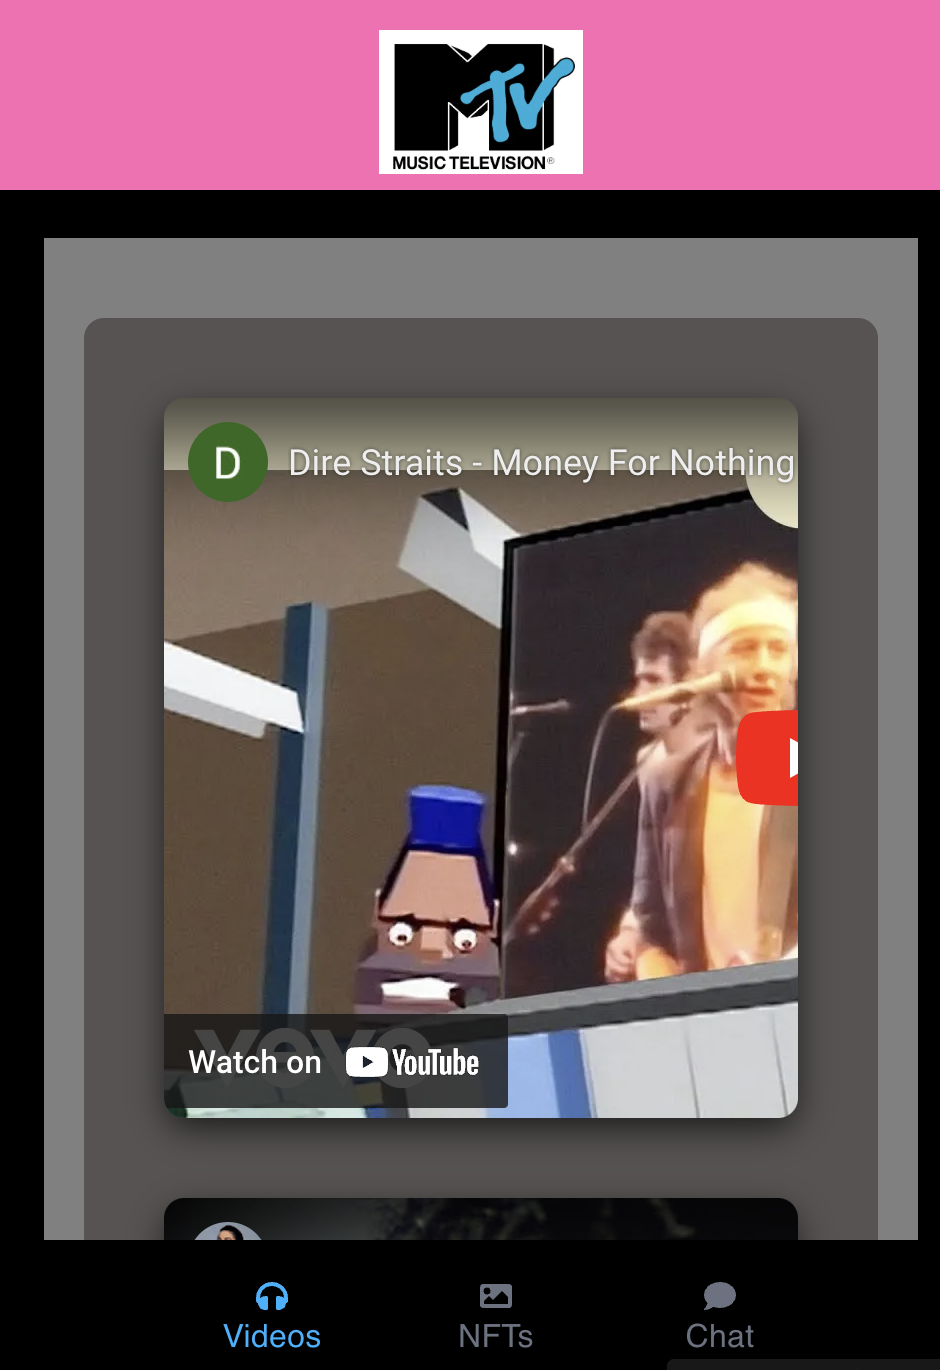 MTV
MUSIC TELEVISION®
D
Dire Straits - Money For Nothing
vevo
Watch on YouTube
Videos
NFTs
Chat